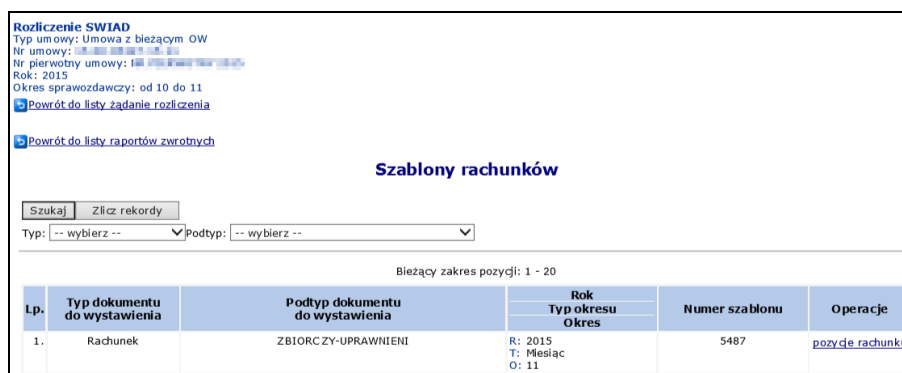 Rozliczenie SWIAD
Typ umowy: Umowa z bieżącym OW
Nr umowy:
Nr pierwotny umowy:
Rok: 2015
Okres sprawozdawczy: od 10 do 11
Powrót do listy żądanie rozliczenia
Powrót do listy raportów zwrotnych
Szablony rachunków
Szukaj Zlicz rekordy
Typ: -- wybierz -- Podtyp: -- wybierz --
Bieżący zakres pozycji: 1 - 20
Lp. Typ dokumentu do wystawienia Podtyp dokumentu do wystawienia Rok Typ okresu Okres Numer szablonu Operacje
1. Rachunek ZBIORCZY-UPRAWNIENI R: 2015 5487 pozycje rachunku
T: Miesiąc
O: 11